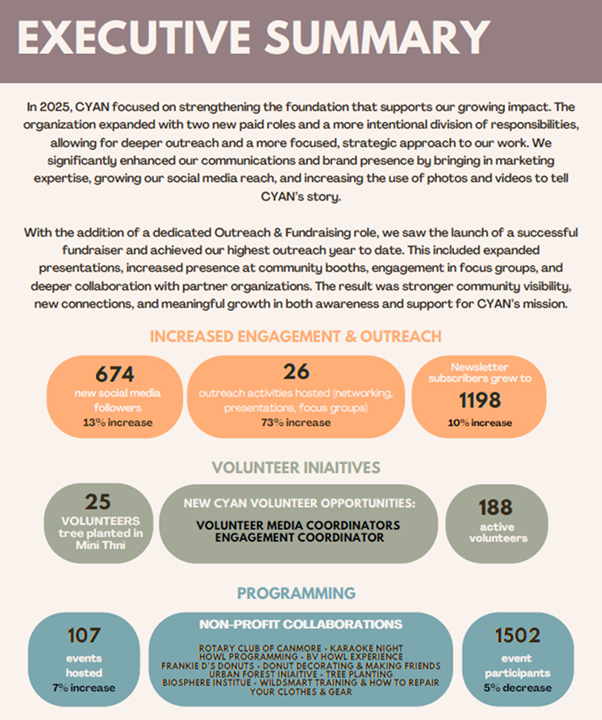 EXECUTIVE SUMMARY
In 2025, CYAN focused on strengthening the foundation that supports our growing impact. The
organization expanded with two new paid roles and a more intentional division of responsibilities,
allowing for deeper outreach and a more focused, strategic approach to our work. We
significantly enhanced our communications and brand presence by bringing in marketing
expertise, growing our social media reach, and increasing the use of photos and videos to tell
CYAN's story.
With the addition of a dedicated Outreach & Fundraising role, we saw the launch of a successful
fundraiser and achieved our highest outreach year to date. This included expanded
presentations, increased presence at community booths, engagement in focus groups, and
deeper collaboration with partner organizations. The result was stronger community visibility,
new connections, and meaningful growth in both awareness and support for CYAN's mission.
INCREASED ENGAGEMENT & OUTREACH
674
new social media
followers
13% increase
26
outreach activities hosted (networking,
presentations, focus groups)
73% increase
Newsletter
subscribers grew to
1198
10% increase
VOLUNTEER INIAITIVES
25
VOLUNTEERS
tree planted in
Mini Thni
NEW CYAN VOLUNTEER OPPORTUNITIES:
VOLUNTEER MEDIA COORDINATORS
ENGAGEMENT COORDINATOR
188
active
volunteers
PROGRAMMING
107
events
hosted
7% increase
NON-PROFIT COLLABORATIONS
ROTARY CLUB OF CANMORE - KARAOKE NIGHT
HOWL PROGRAMMING - BV HOWL EXPERIENCE
FRANKIE D'S DONUTS - DONUT DECORATING & MAKING FRIENDS
URBAN FOREST INIAITIVE - TREE PLANTING
BIOSPHERE INSTITUE - WILDSMART TRAINING & HOW TO REPAIR
YOUR CLOTHES & GEAR
1502
event
participants
5% decrease